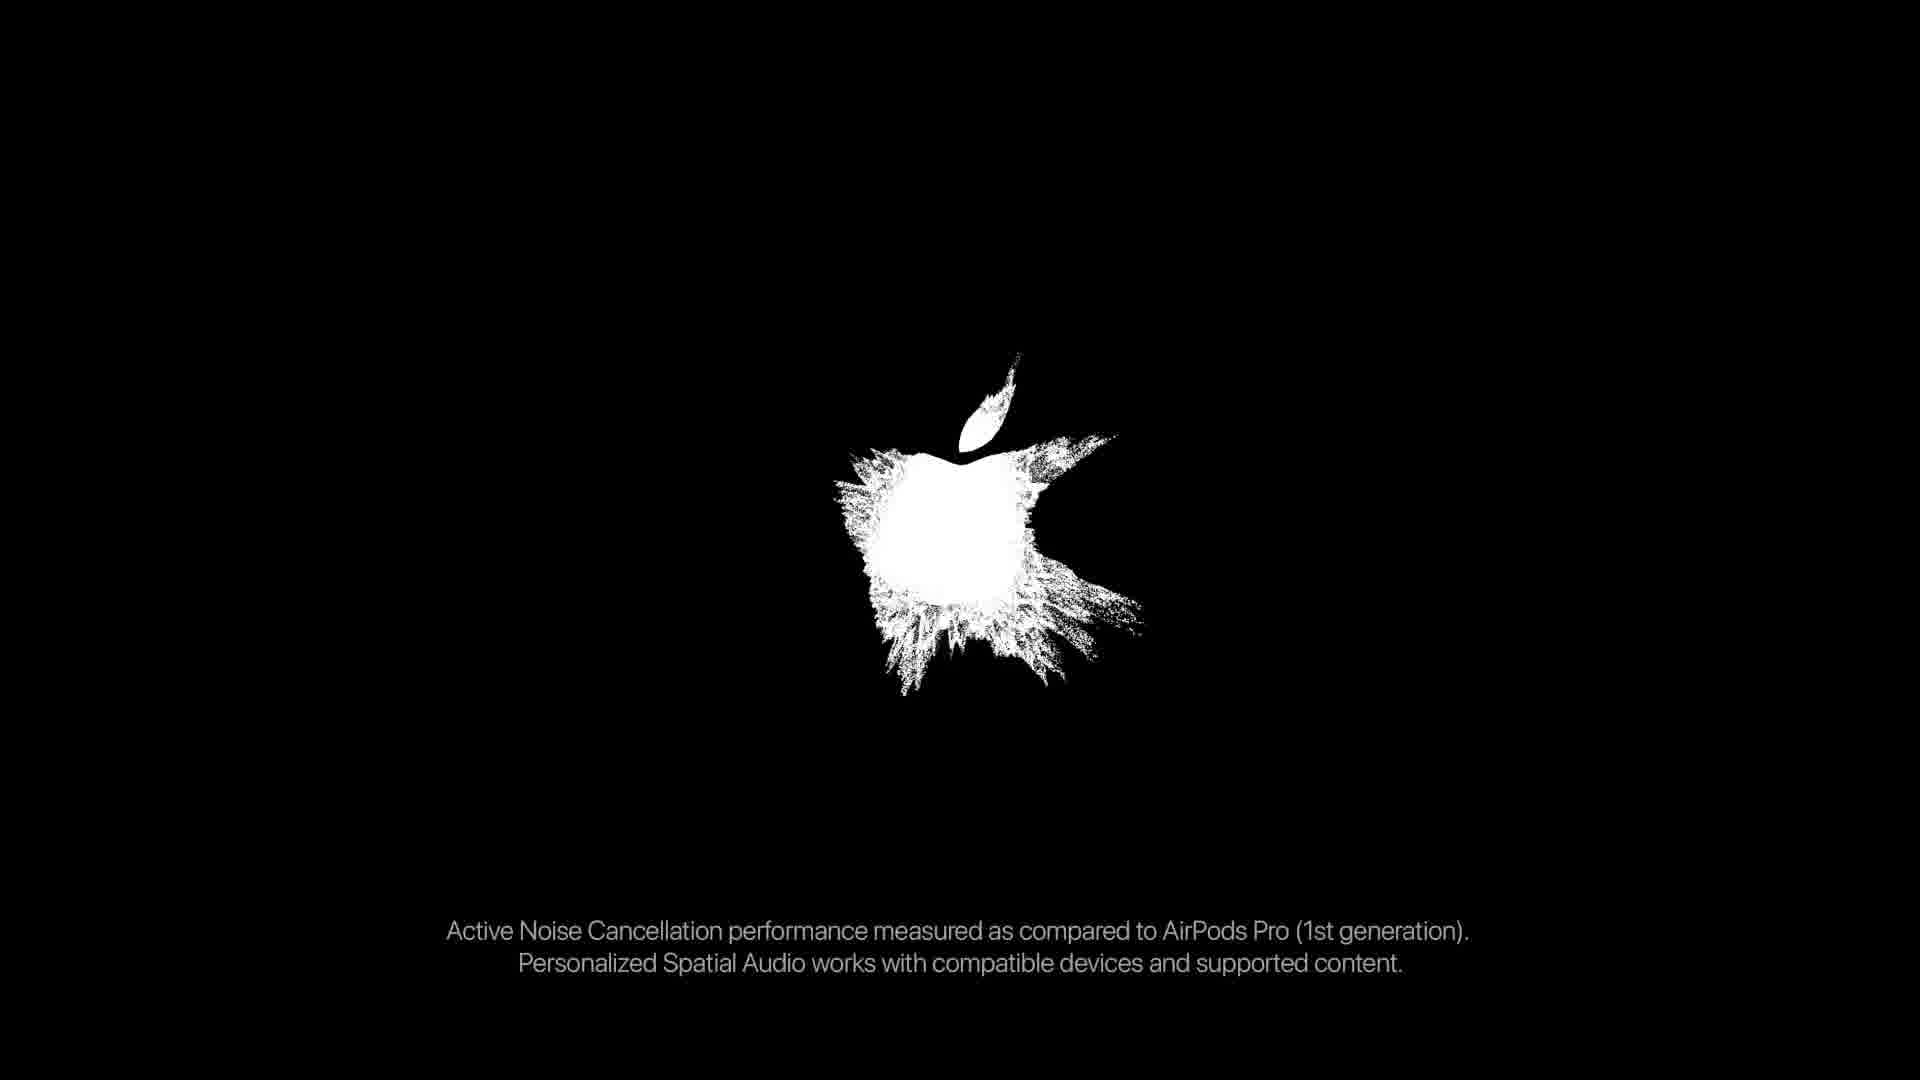 Active Noise Cancellation performance measured as compared to AirPods Pro (1st generation).
Personalized Spatial Audio works with compatible devices and supported content.